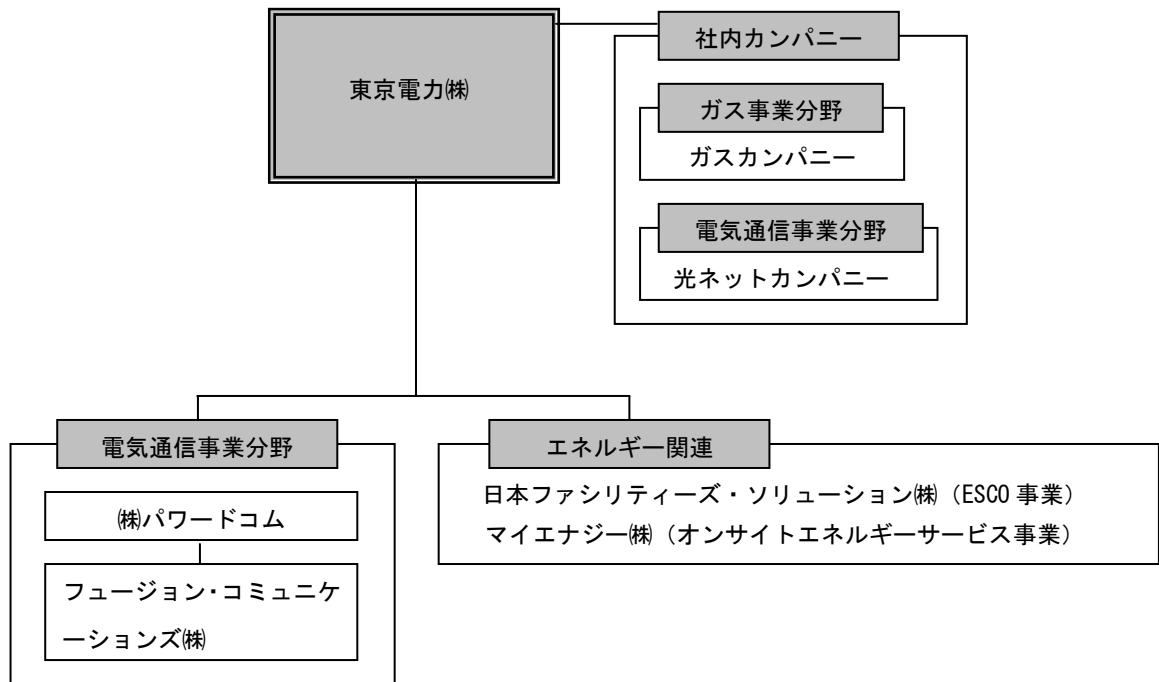 東京電力㈱
社内カンパニー
ガス事業分野
ガスカンパニー
電気通信事業分野
光ネットカンパニー
電気通信事業分野
㈱パワードコム
フュージョン・コミュニケ
ーションズ㈱
エネルギー関連
日本ファシリティーズ・ソリューション㈱（ESCO 事業）
マイエナジー㈱（オンサイトエネルギーサービス事業）